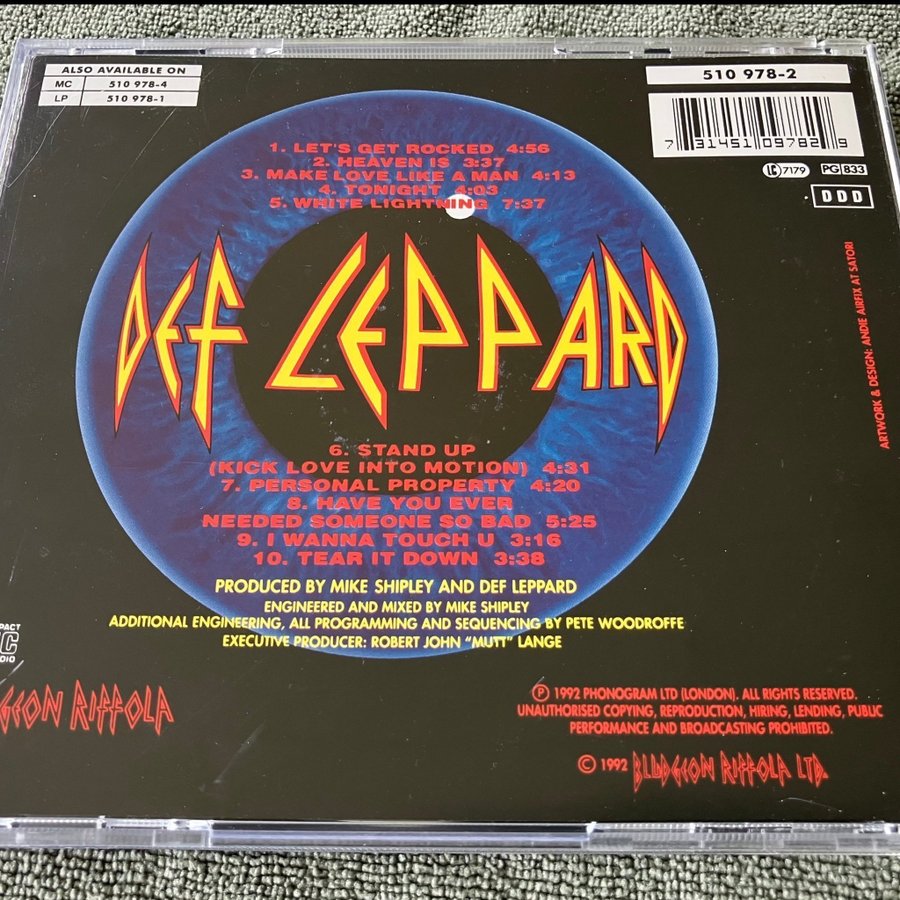 ALSO AVAILABLE ON
MC 510 978-4
LP 510 978-1
510 978-2
7 31451 09782 9
LC 7179 PG 833
DDD
1. LET'S GET ROCKED 4:56
2. HEAVEN IS 3:37
3. MAKE LOVE LIKE A MAN 4:13
4. TONIGHT 4:03
5. WHITE LIGHTNING 7:37
DEF LEPPARD
6. STAND UP
(KICK LOVE INTO MOTION) 4:31
7. PERSONAL PROPERTY 4:20
8. HAVE YOU EVER
NEEDED SOMEONE SO BAD 5:25
9. I WANNA TOUCH U 3:16
10. TEAR IT DOWN 3:38
PRODUCED BY MIKE SHIPLEY AND DEF LEPPARD
ENGINEERED AND MIXED BY MIKE SHIPLEY
ADDITIONAL ENGINEERING, ALL PROGRAMMING AND SEQUENCING BY PETE WOODROFFE
EXECUTIVE PRODUCER: ROBERT JOHN "MUTT" LANGE
ARTWORK & DESIGN: ANDIE AIRFIX AT SATORI
GEON RIFFOLA
℗ 1992 PHONOGRAM LTD (LONDON). ALL RIGHTS RESERVED.
UNAUTHORISED COPYING, REPRODUCTION, HIRING, LENDING, PUBLIC
PERFORMANCE AND BROADCASTING PROHIBITED.
© 1992 BLUDGEON RIFFOLA LTD.